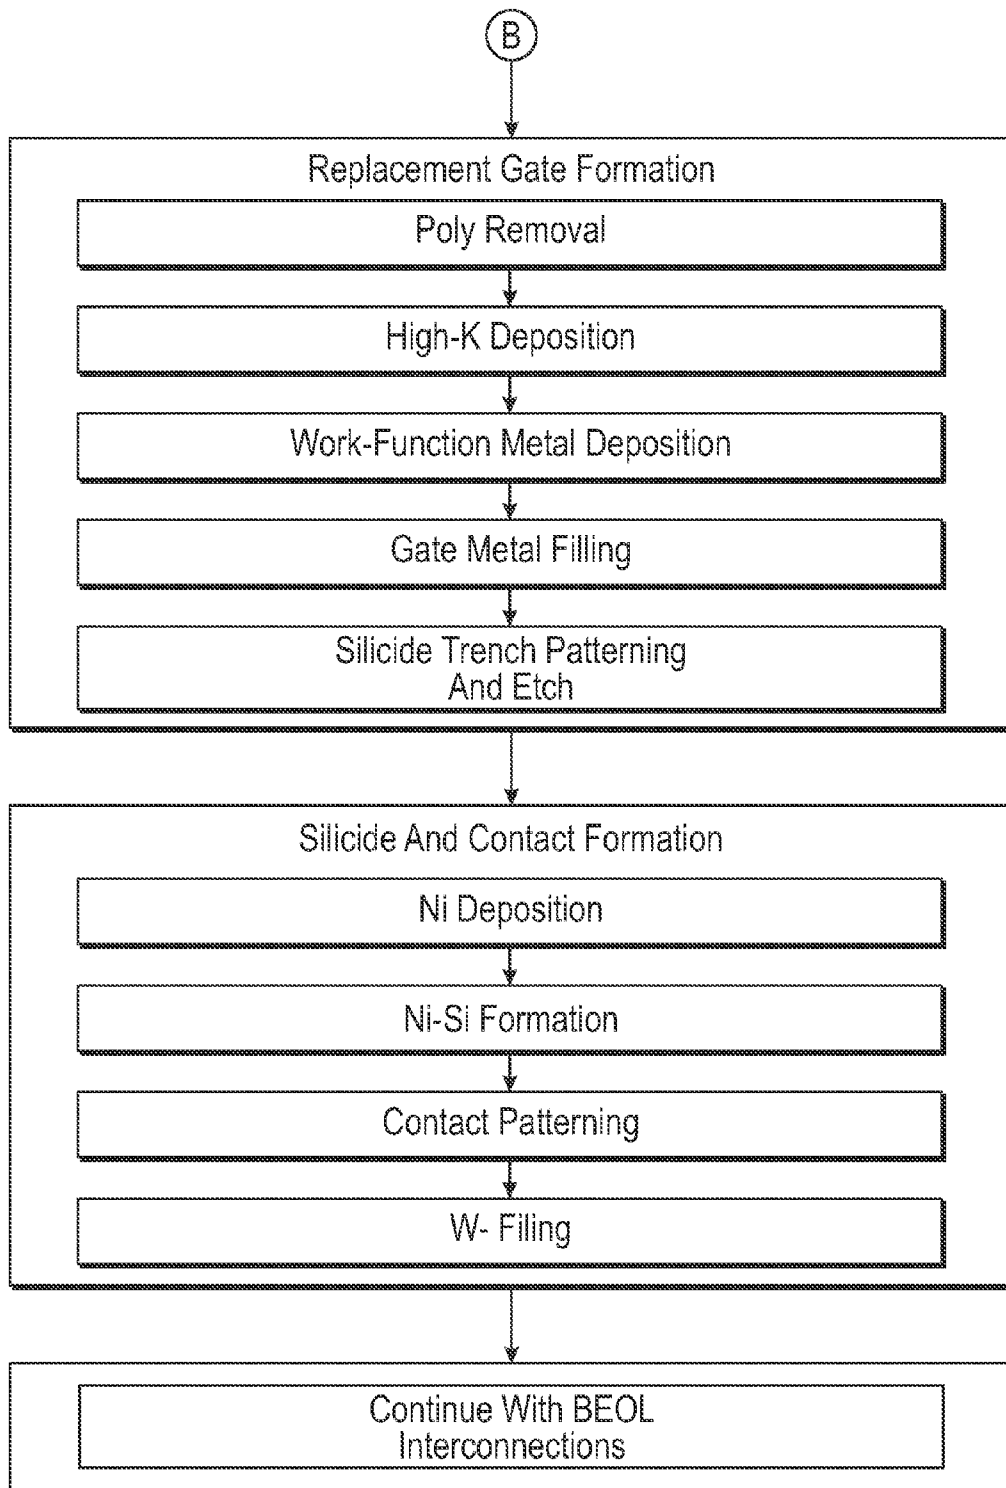 B
Replacement Gate Formation
Poly Removal
High-K Deposition
Work-Function Metal Deposition
Gate Metal Filling
Silicide Trench Patterning
And Etch
Silicide And Contact Formation
Ni Deposition
Ni-Si Formation
Contact Patterning
W- Filing
Continue With BEOL
Interconnections